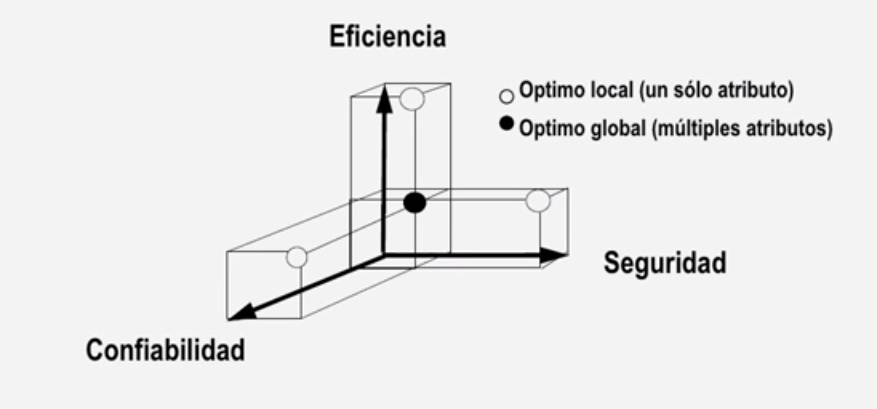 Eficiencia
Optimo local (un sólo atributo)
Optimo global (múltiples atributos)
Seguridad
Confiabilidad